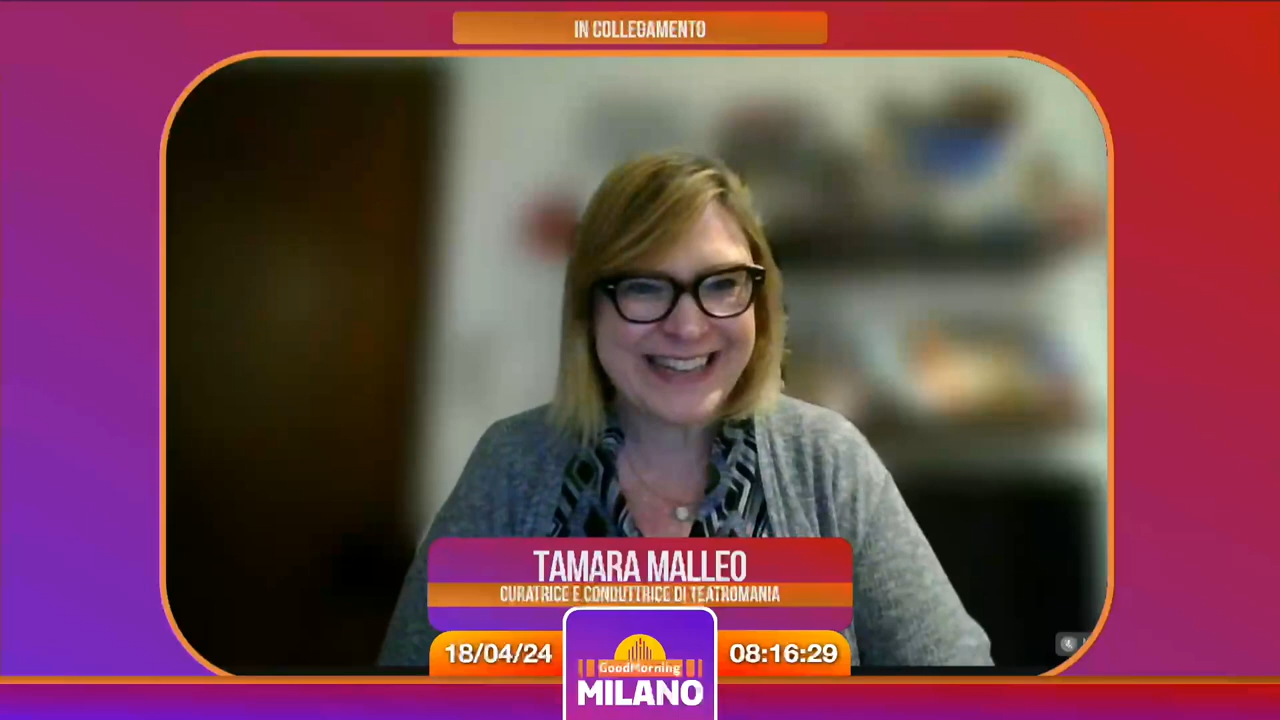 IN COLLEGAMENTO
TAMARA MALLEO
CURATRICE E CONDUTTRICE DI TEATROMANIA
18/04/24
08:16:29
GoodMorning
MILANO